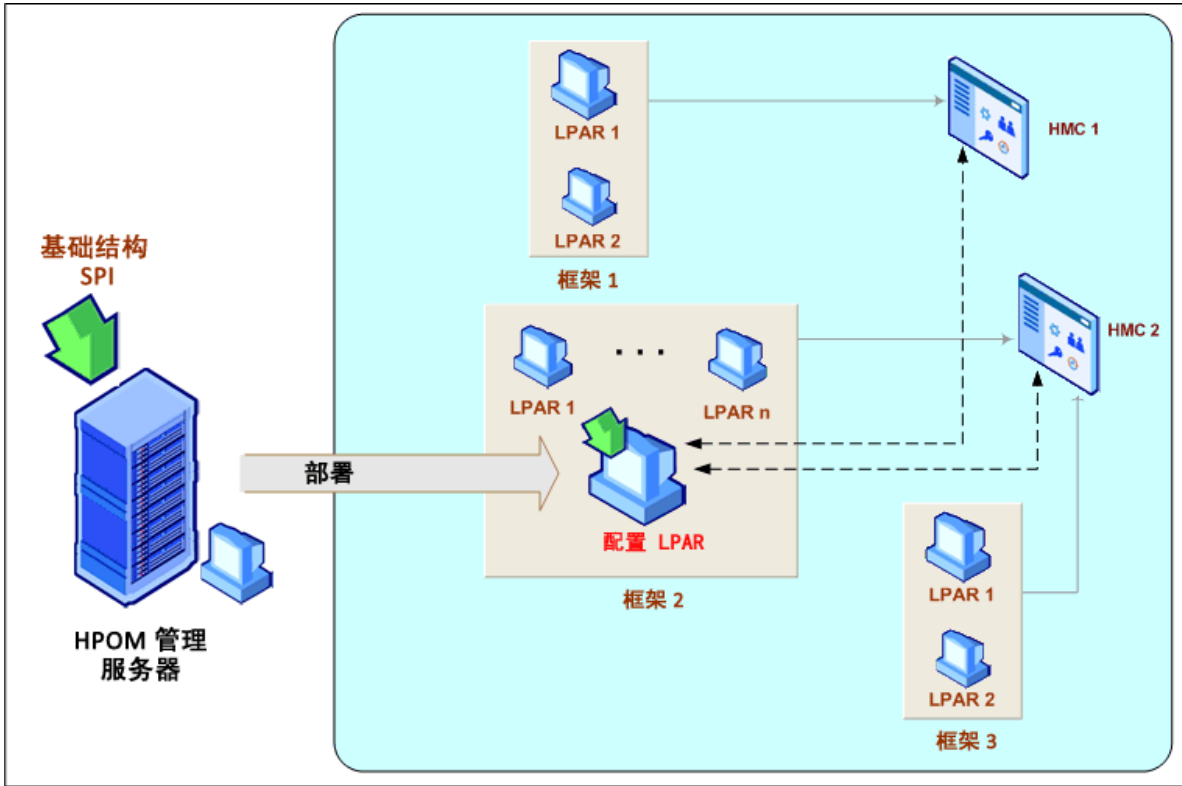 LPAR 1
LPAR 2
框架 1
HMC 1
基础结构
SPI
LPAR 1
· · ·
LPAR n
HMC 2
部署
配置 LPAR
框架 2
HPOM 管理
服务器
LPAR 1
LPAR 2
框架 3